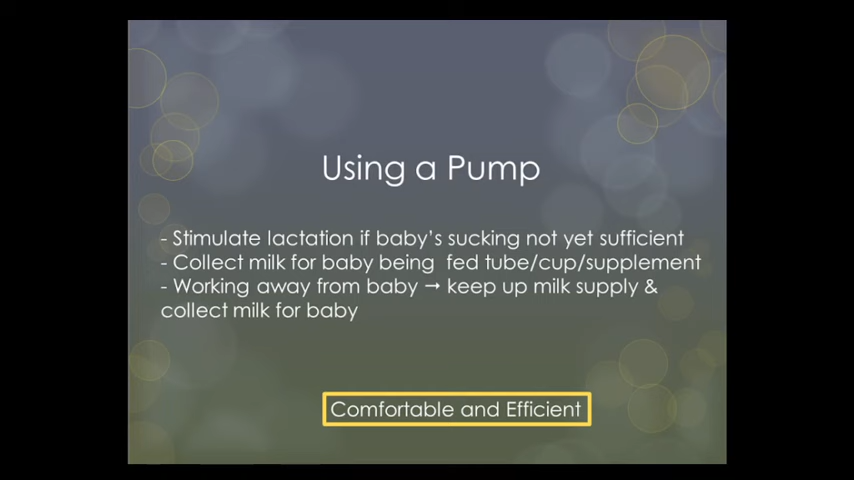 Using a Pump
- Stimulate lactation if baby's sucking not yet sufficient
- Collect milk for baby being  fed tube/cup/supplement
- Working away from baby → keep up milk supply &
collect milk for baby
Comfortable and Efficient